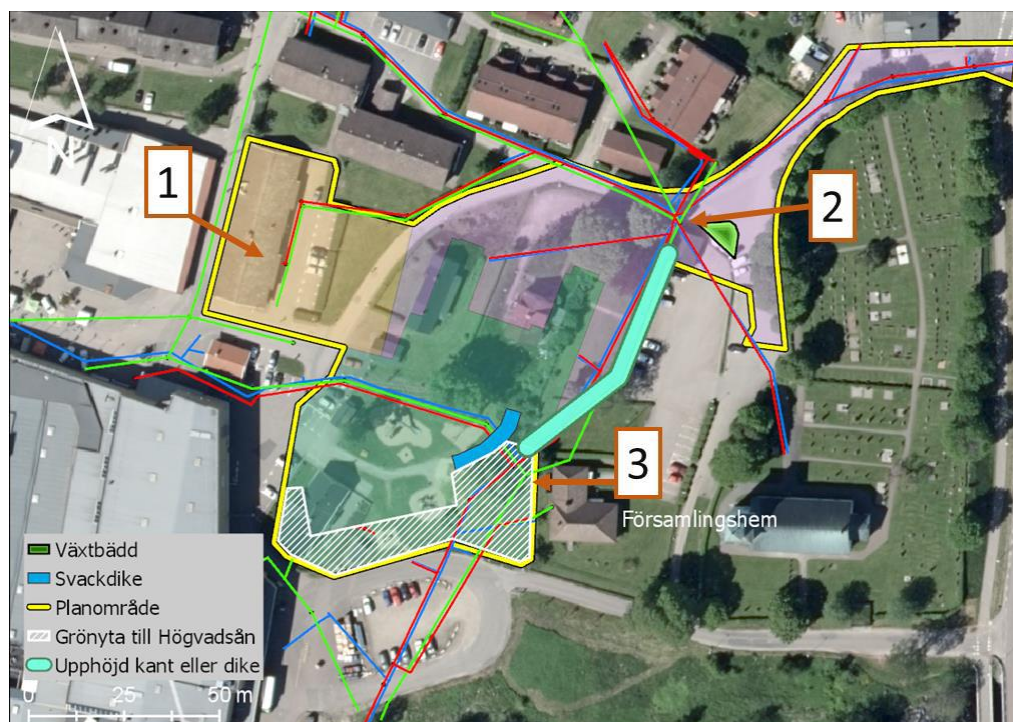 N
1
2
3
Församlingshem
Växtbädd
Svackdike
Planområde
Grönyta till Högvadsån
Upphöjd kant eller dike
0 25 50 m